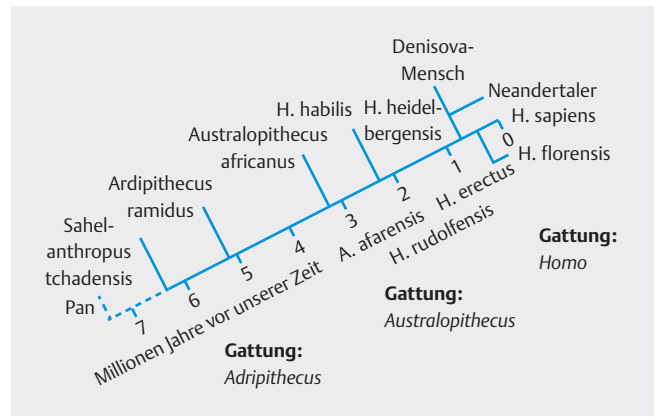 Denisova-
Mensch
Neandertaler
H. sapiens
H. habilis
H. heidel-
bergensis
Australopithecus
africanus
H. florensis
Ardipithecus
ramidus
Sahel-
anthropus
tchadensis
Pan
7
6
5
4
3
2
1
0
Millionen Jahre vor unserer Zeit
A. afarensis
H. rudolfensis
H. erectus
Gattung:
Homo
Gattung:
Australopithecus
Gattung:
Adripithecus